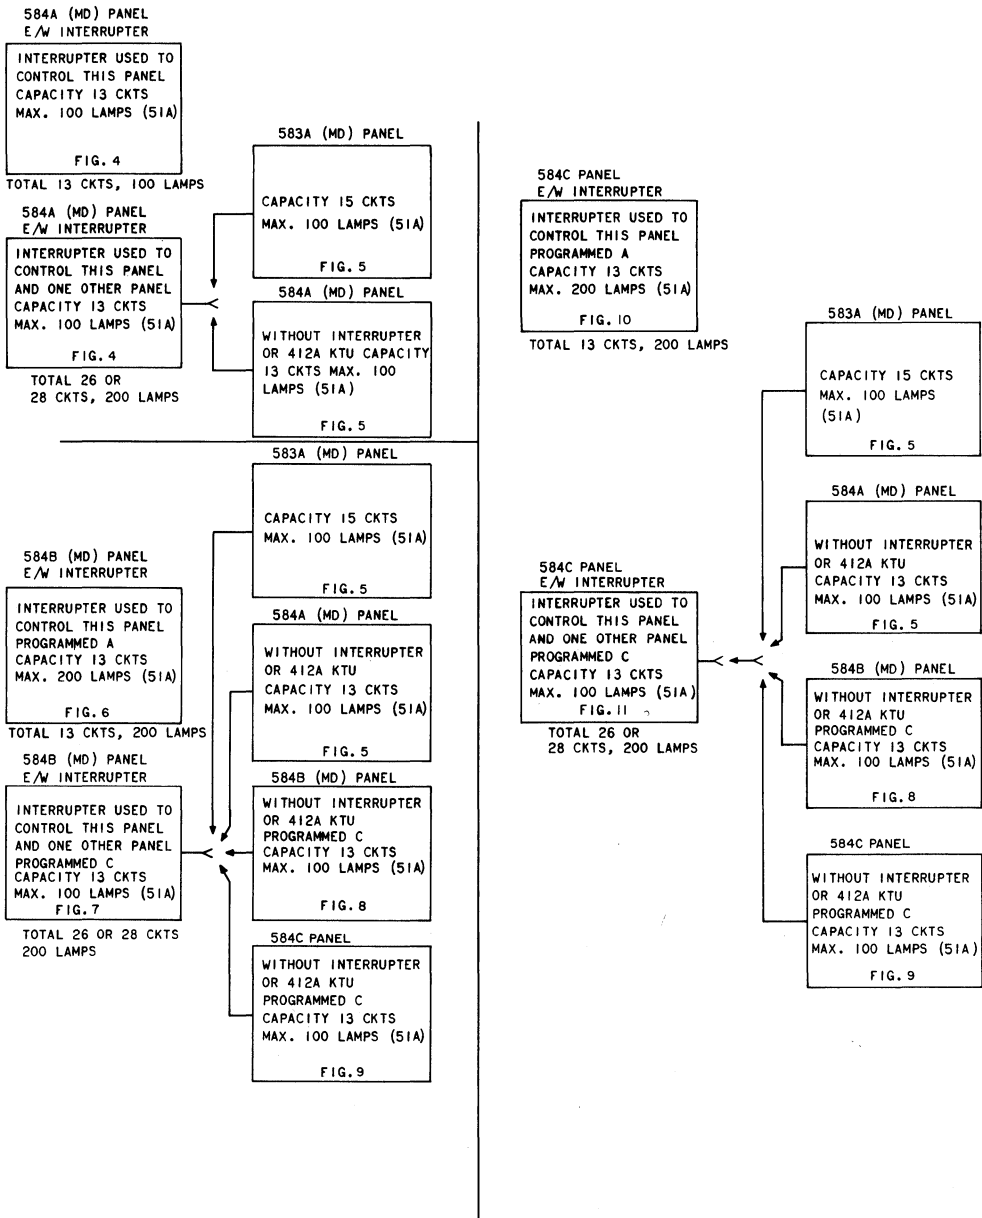 584A (MD) PANEL
E/W INTERRUPTER
INTERRUPTER USED TO
CONTROL THIS PANEL
CAPACITY 13 CKTS
MAX. 100 LAMPS (51A)
FIG. 4
TOTAL 13 CKTS, 100 LAMPS
584A (MD) PANEL
E/W INTERRUPTER
INTERRUPTER USED TO
CONTROL THIS PANEL
AND ONE OTHER PANEL
CAPACITY 13 CKTS
MAX. 100 LAMPS (51A)
FIG. 4
TOTAL 26 OR
28 CKTS, 200 LAMPS
583A (MD) PANEL
CAPACITY 15 CKTS
MAX. 100 LAMPS (51A)
FIG. 5
584A (MD) PANEL
WITHOUT INTERRUPTER
OR 412A KTU CAPACITY
13 CKTS MAX. 100
LAMPS (51A)
FIG. 5
584B (MD) PANEL
E/W INTERRUPTER
INTERRUPTER USED TO
CONTROL THIS PANEL
PROGRAMMED A
CAPACITY 13 CKTS
MAX. 200 LAMPS (51A)
FIG. 6
TOTAL 13 CKTS, 200 LAMPS
584B (MD) PANEL
E/W INTERRUPTER
INTERRUPTER USED TO
CONTROL THIS PANEL
AND ONE OTHER PANEL
PROGRAMMED C
CAPACITY 13 CKTS
MAX. 100 LAMPS (51A)
FIG. 7
TOTAL 26 OR 28 CKTS
200 LAMPS
583A (MD) PANEL
CAPACITY 15 CKTS
MAX. 100 LAMPS (51A)
FIG. 5
584A (MD) PANEL
WITHOUT INTERRUPTER
OR 412A KTU
CAPACITY 13 CKTS
MAX. 100 LAMPS (51A)
FIG. 5
584B (MD) PANEL
WITHOUT INTERRUPTER
OR 412A KTU
PROGRAMMED C
CAPACITY 13 CKTS
MAX. 100 LAMPS (51A)
FIG. 8
584C PANEL
WITHOUT INTERRUPTER
OR 412A KTU
PROGRAMMED C
CAPACITY 13 CKTS
MAX. 100 LAMPS (51A)
FIG. 9
584C PANEL
E/W INTERRUPTER
INTERRUPTER USED TO
CONTROL THIS PANEL
PROGRAMMED A
CAPACITY 13 CKTS
MAX. 200 LAMPS (51A)
FIG. 10
TOTAL 13 CKTS, 200 LAMPS
584C PANEL
E/W INTERRUPTER
INTERRUPTER USED TO
CONTROL THIS PANEL
AND ONE OTHER PANEL
PROGRAMMED C
CAPACITY 13 CKTS
MAX. 100 LAMPS (51A)
FIG. 11
TOTAL 26 OR
28 CKTS, 200 LAMPS
583A (MD) PANEL
CAPACITY 15 CKTS
MAX. 100 LAMPS
(51A)
FIG. 5
584A (MD) PANEL
WITHOUT INTERRUPTER
OR 412A KTU
CAPACITY 13 CKTS
MAX. 100 LAMPS (51A)
FIG. 5
584B (MD) PANEL
WITHOUT INTERRUPTER
OR 412A KTU
PROGRAMMED C
CAPACITY 13 CKTS
MAX. 100 LAMPS (51A)
FIG. 8
584C PANEL
WITHOUT INTERRUPTER
OR 412A KTU
PROGRAMMED C
CAPACITY 13 CKTS
MAX. 100 LAMPS (51A)
FIG. 9